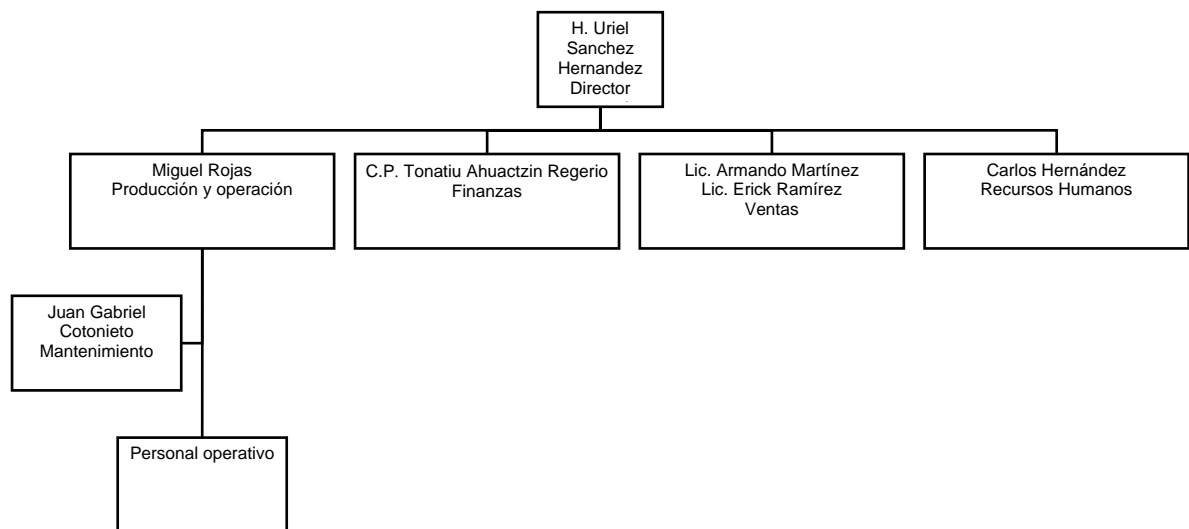 H. Uriel
Sanchez
Hernandez
Director
Miguel Rojas
Producción y operación
C.P. Tonatiu Ahuactzin Regerio
Finanzas
Lic. Armando Martínez
Lic. Erick Ramírez
Ventas
Carlos Hernández
Recursos Humanos
Juan Gabriel
Cotonieto
Mantenimiento
Personal operativo